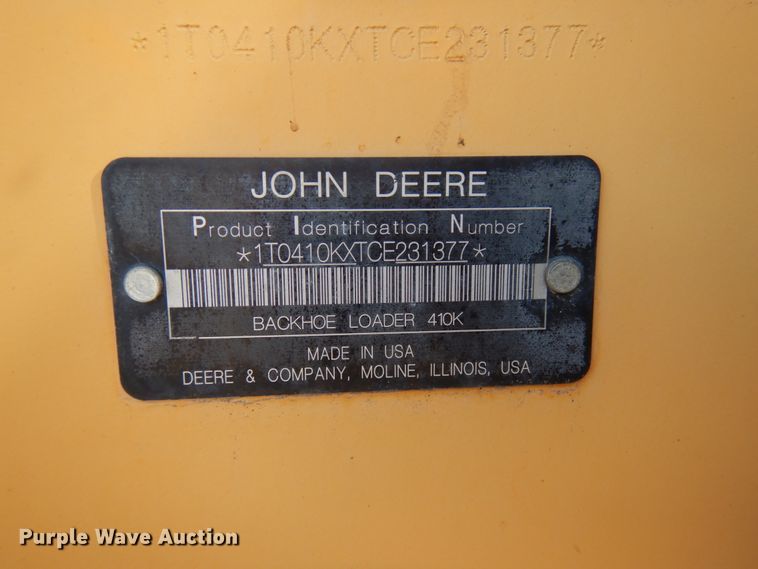 *1T0410KXTCE231377*
JOHN DEERE
Product Identification Number
*1T0410KXTCE231377*
BACKHOE LOADER 410K
MADE IN USA
DEERE & COMPANY, MOLINE, ILLINOIS, USA
Purple Wave Auction